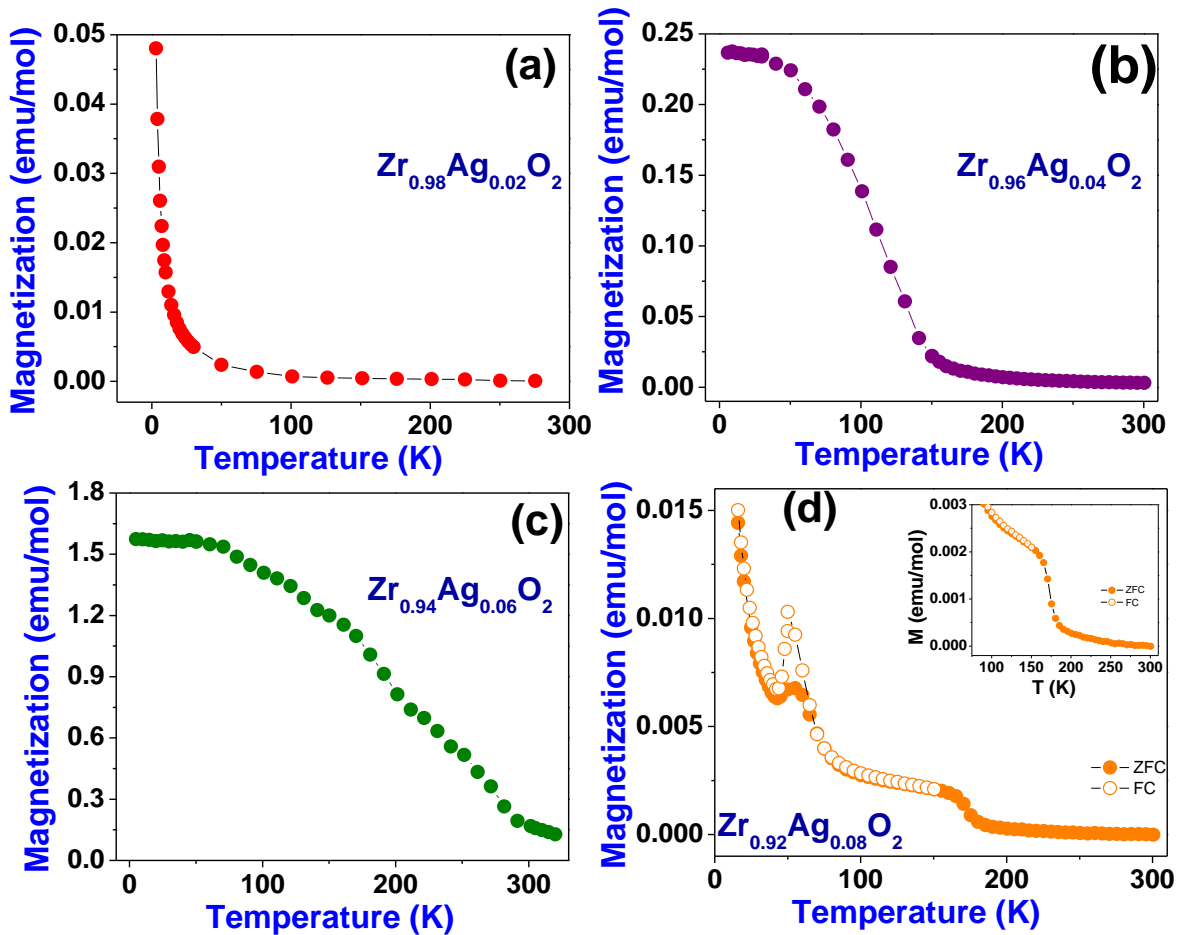 (a)
Zr0.98Ag0.02O2
Magnetization (emu/mol)
0.05
0.04
0.03
0.02
0.01
0.00
0 100 200 300
Temperature (K)
(b)
Zr0.96Ag0.04O2
Magnetization (emu/mol)
0.25
0.20
0.15
0.10
0.05
0.00
0 100 200 300
Temperature (K)
(c)
Zr0.94Ag0.06O2
Magnetization (emu/mol)
1.8
1.5
1.2
0.9
0.6
0.3
0.0
0 100 200 300
Temperature (K)
(d)
Magnetization (emu/mol)
0.015
0.010
0.005
0.000
0 100 200 300
Temperature (K)
Zr0.92Ag0.08O2
ZFC
FC
M (emu/mol)
0.003
0.002
0.001
0.000
100 150 200 250 300
T (K)
ZFC
FC